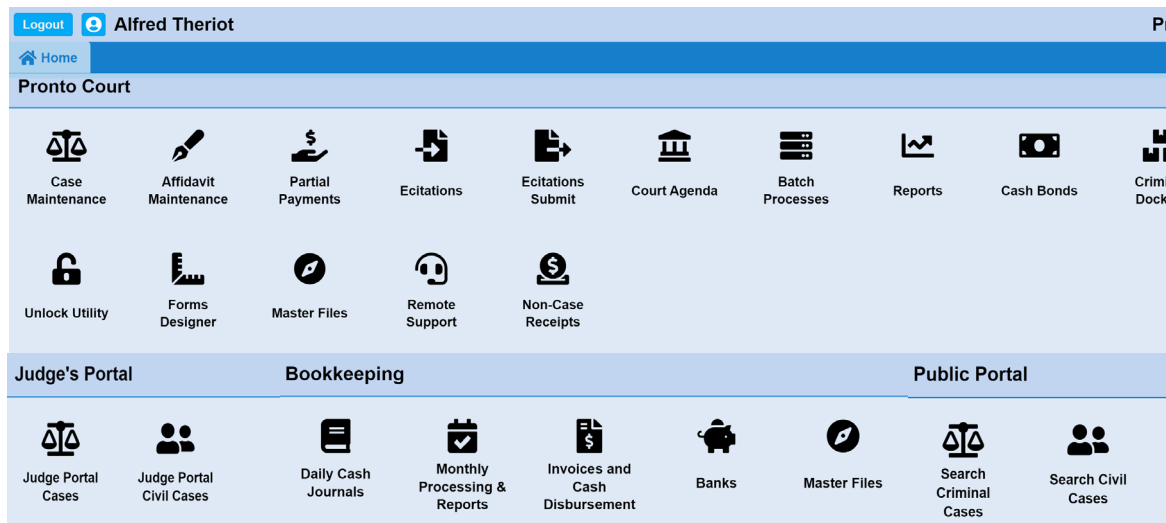 Logout Alfred Theriot
Home
Pronto Court
Case Maintenance
Affidavit Maintenance
Partial Payments
Ecitations
Ecitations Submit
Court Agenda
Batch Processes
Reports
Cash Bonds
Unlock Utility
Forms Designer
Master Files
Remote Support
Non-Case Receipts
Judge's Portal
Bookkeeping
Public Portal
Judge Portal Cases
Judge Portal Civil Cases
Daily Cash Journals
Monthly Processing & Reports
Invoices and Cash Disbursement
Banks
Master Files
Search Criminal Cases
Search Civil Cases